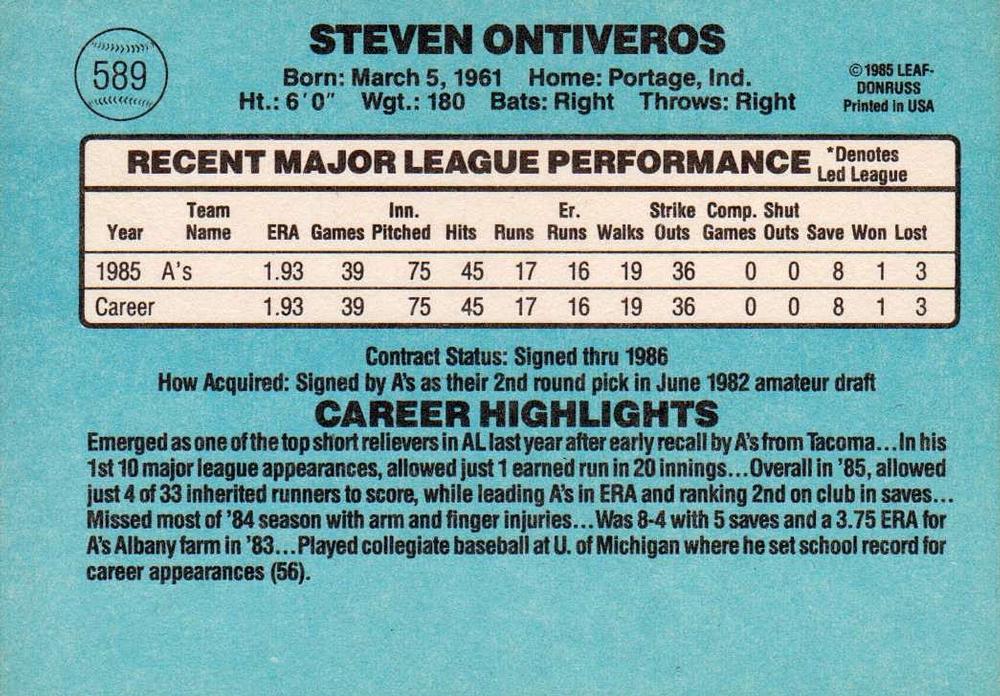 589
STEVEN ONTIVEROS
Born: March 5, 1961 Home: Portage, Ind.
Ht.: 6'0" Wgt.: 180 Bats: Right Throws: Right
©1985 LEAF-
DONRUSS
Printed in USA
RECENT MAJOR LEAGUE PERFORMANCE *Denotes
Led League
Team Inn. Er. Strike Comp. Shut
Year Name ERA Games Pitched Hits Runs Runs Walks Outs Games Outs Save Won Lost
1985 A's 1.93 39 75 45 17 16 19 36 0 0 8 1 3
Career 1.93 39 75 45 17 16 19 36 0 0 8 1 3
Contract Status: Signed thru 1986
How Acquired: Signed by A's as their 2nd round pick in June 1982 amateur draft
CAREER HIGHLIGHTS
Emerged as one of the top short relievers in AL last year after early recall by A's from Tacoma...In his
1st 10 major league appearances, allowed just 1 earned run in 20 innings...Overall in '85, allowed
just 4 of 33 inherited runners to score, while leading A's in ERA and ranking 2nd on club in saves...
Missed most of '84 season with arm and finger injuries...Was 8-4 with 5 saves and a 3.75 ERA for
A's Albany farm in '83...Played collegiate baseball at U. of Michigan where he set school record for
career appearances (56).